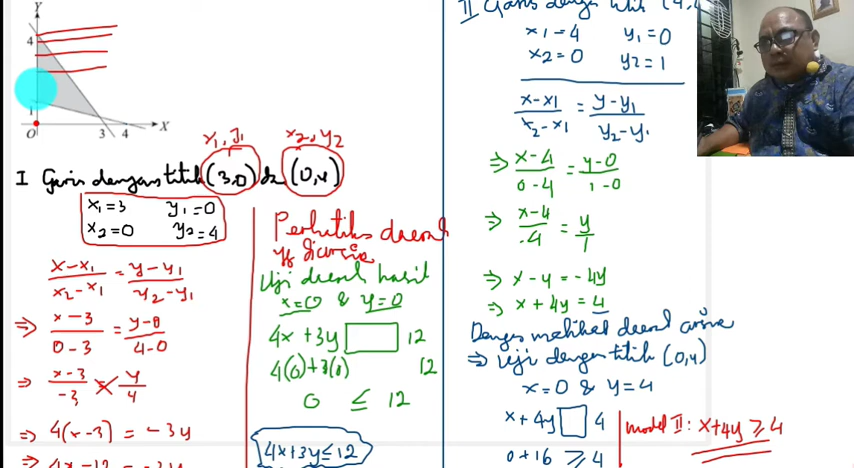 Y
4
1
O
3 4
X
x1, y1
x2, y2
I Garis dengan titik (3,0) & (0,4)
x1=3 y1=0
x2=0 y2=4
x-x1/x2-x1 = y-y1/y2-y1
⇒ x-3/0-3 = y-0/4-0
⇒ x-3/-3 = y/4
⇒ 4(x-3) = -3y
⇒ 4x-12 = -3y
Perhatikan daerah
yg diarsir
Uji daerah hasil
x=0 & y=0
4x+3y □ 12
4(0)+3(0) 12
0 ≤ 12
4x+3y≤12
II Garis dengan titik (4,
x1=4 y1=0
x2=0 y2=1
x-x1/x2-x1 = y-y1/y2-y1
⇒ x-4/0-4 = y-0/1-0
⇒ x-4/-4 = y/1
⇒ x-4 = -4y
⇒ x+4y = 4
Dengan melihat daerah arsiran
⇒ Uji dengan titik (0,4)
x=0 & y=4
x+4y □ 4
0+16 ≥ 4
model II: x+4y ≥ 4